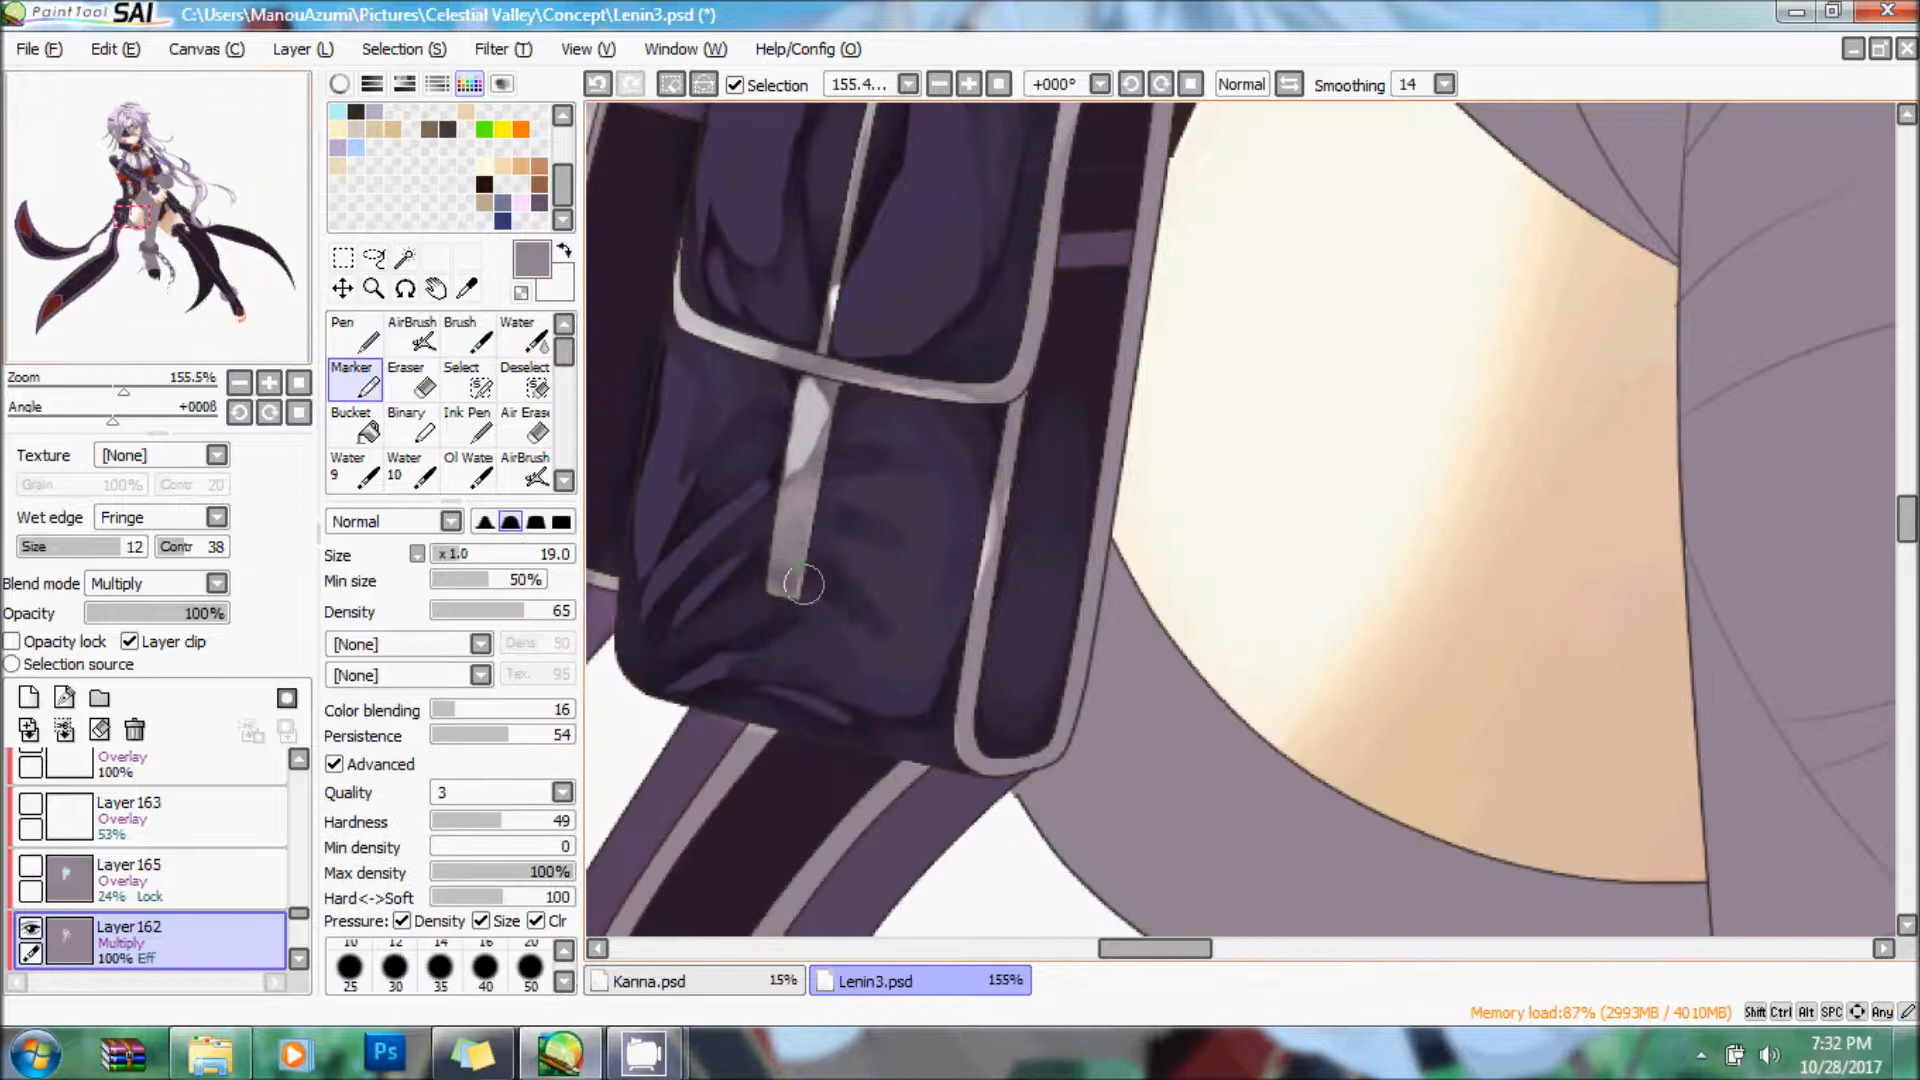 PaintTool SAI C:\Users\ManouAzumi\Pictures\Celestial Valley\Concept\Lenin3.psd (*)
File (F) Edit (E) Canvas (C) Layer (L) Selection (S) Filter (T) View (V) Window (W) Help/Config (O)
Selection 155.4... +000° Normal Smoothing 14
Zoom 155.5%
Angle +000ß
Texture [None]
Grain 100% Contr 20
Wet edge Fringe
Size 12 Contr 38
Blend mode Multiply
Opacity 100%
Opacity lock Layer clip
Selection source
Overlay
100%
Layer163
Overlay
53%
Layer165
Overlay
24% Lock
Layer162
Multiply
100% Eff
Pen AirBrush Brush Water
Marker Eraser Select Deselect
Bucket Binary Ink Pen Air Eras
Water 9 Water 10 Ol Wate AirBrush
Normal
Size x 1.0 19.0
Min size 50%
Density 65
[None] Dens 50
[None] Tex. 95
Color blending 16
Persistence 54
Advanced
Quality 3
Hardness 49
Min density 0
Max density 100%
Hard<->Soft 100
Pressure: Density Size Clr
10 12 14 16 20
25 30 35 40 50
Kanna.psd 15% Lenin3.psd 155%
Memory load:87% (2993MB / 4010MB) Shift Ctrl Alt SPC Any
Ps
7:32 PM
10/28/2017